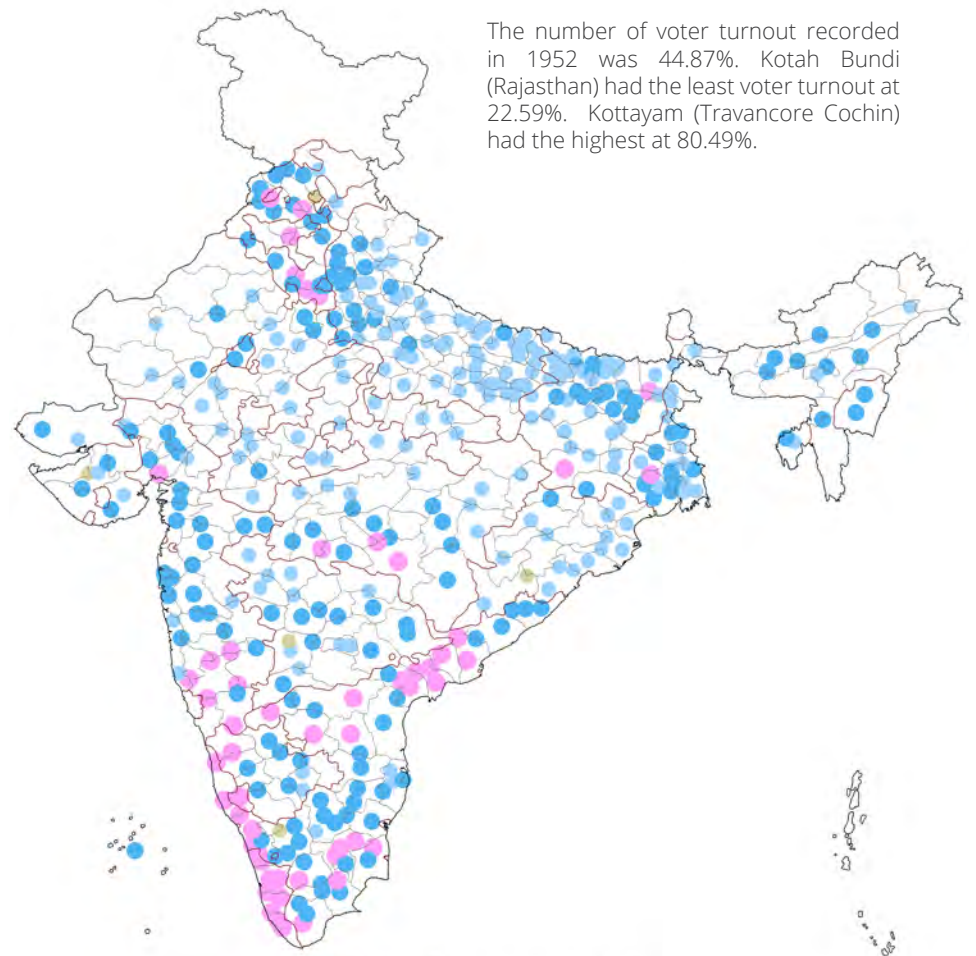 The number of voter turnout recorded
in 1952 was 44.87%. Kotah Bundi
(Rajasthan) had the least voter turnout at
22.59%. Kottayam (Travancore Cochin)
had the highest at 80.49%.